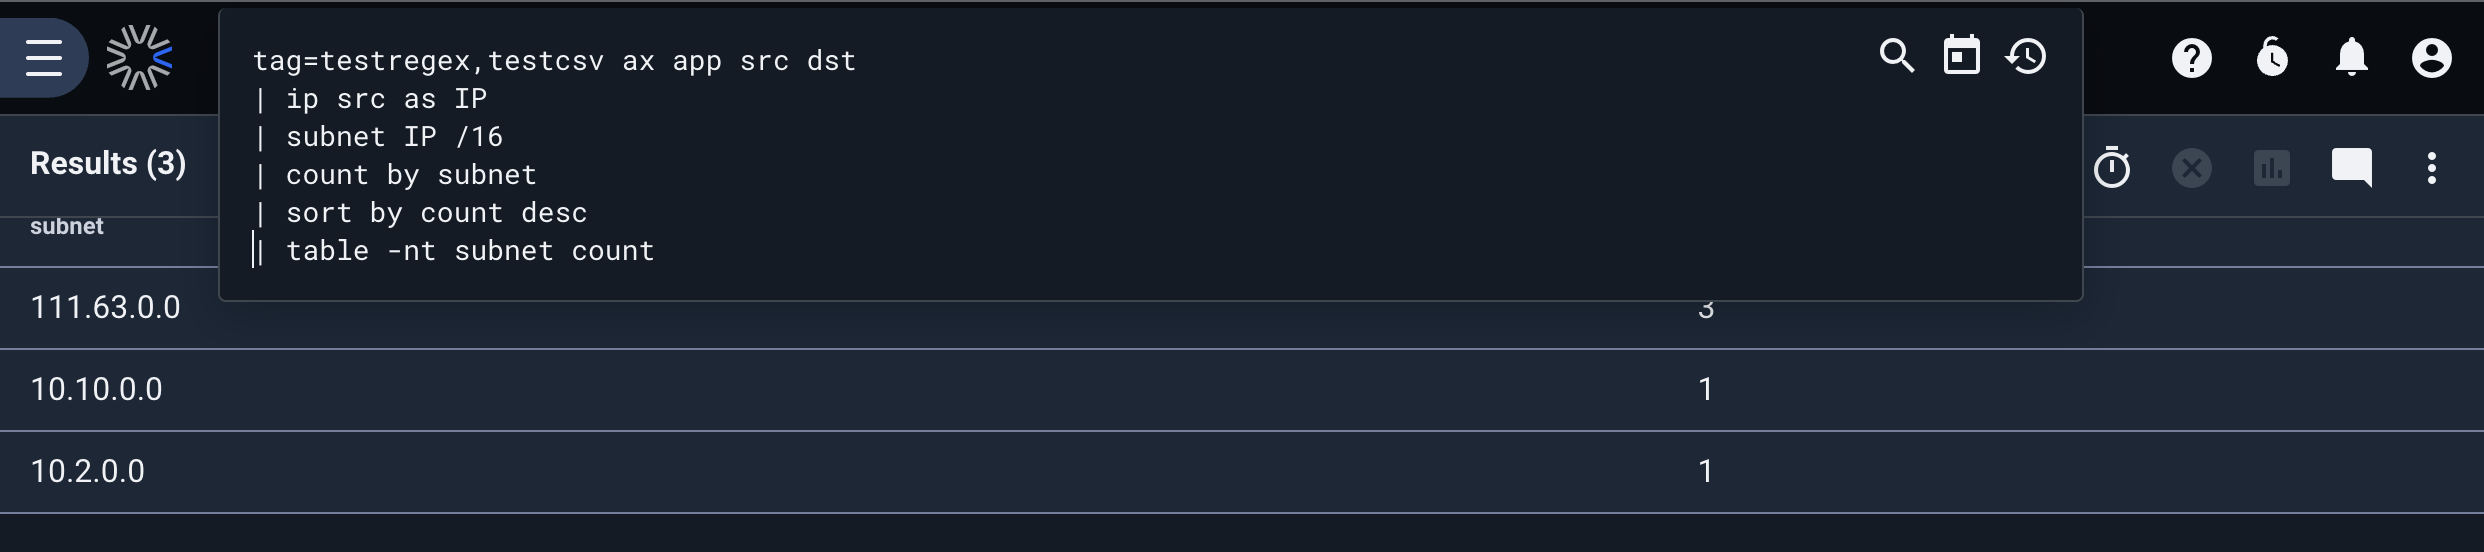 tag=testregex,testcsv ax app src dst
| ip src as IP
| subnet IP /16
| count by subnet
| sort by count desc
| table -nt subnet count
Results (3)
subnet
111.63.0.0 3
10.10.0.0 1
10.2.0.0 1